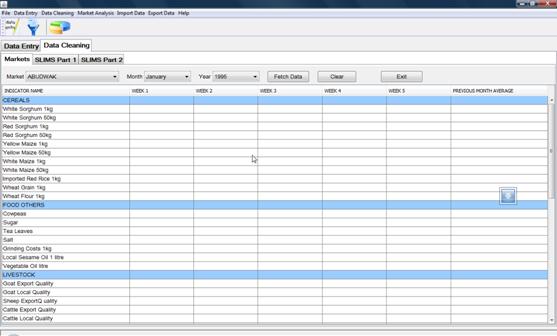 File Data Entry Data Cleaning Market Analysis Import Data Export Data Help
data entry
Data Entry Data Cleaning
Markets SLIMS Part 1 SLIMS Part 2
Market ABUDWAK Month January Year 1995 Fetch Data Clear Exit
INDICATOR NAME WEEK 1 WEEK 2 WEEK 3 WEEK 4 WEEK 5 PREVIOUS MONTH AVERAGE
CEREALS
White Sorghum 1kg
White Sorghum 50kg
Red Sorghum 1kg
Red Sorghum 50kg
Yellow Maize 1kg
Yellow Maize 50kg
White Maize 1kg
White Maize 50kg
Imported Red Rice 1kg
Wheat Grain 1kg
Wheat Flour 1kg
FOOD OTHERS
Cowpeas
Sugar
Tea Leaves
Salt
Grinding Costs 1kg
Local Sesame Oil 1 litre
Vegetable Oil litre
LIVESTOCK
Goat Export Quality
Goat Local Quality
Sheep ExportQ uality
Cattle Export Quality
Cattle Local Quality